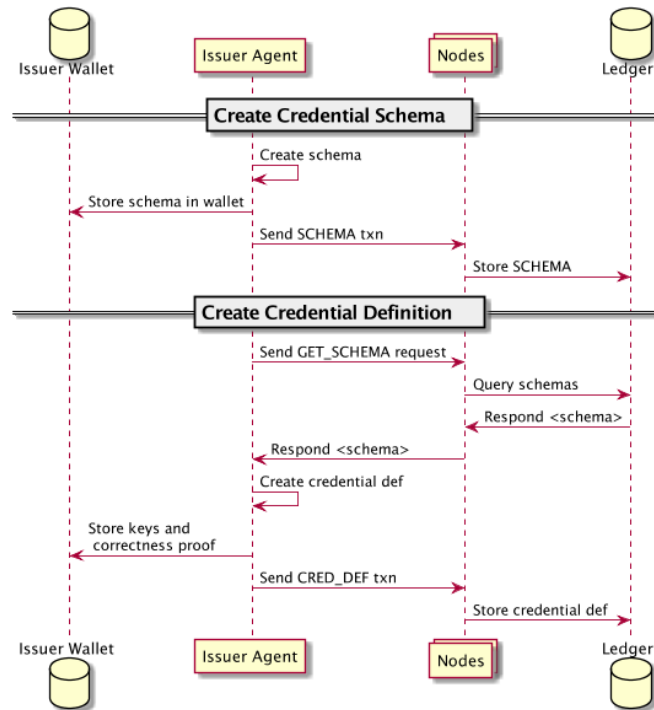 Issuer Wallet
Issuer Agent
Nodes
Ledger
Create Credential Schema
Create schema
Store schema in wallet
Send SCHEMA txn
Store SCHEMA
Create Credential Definition
Send GET_SCHEMA request
Query schemas
Respond <schema>
Respond <schema>
Create credential def
Store keys and
correctness proof
Send CRED_DEF txn
Store credential def
Issuer Wallet
Issuer Agent
Nodes
Ledger